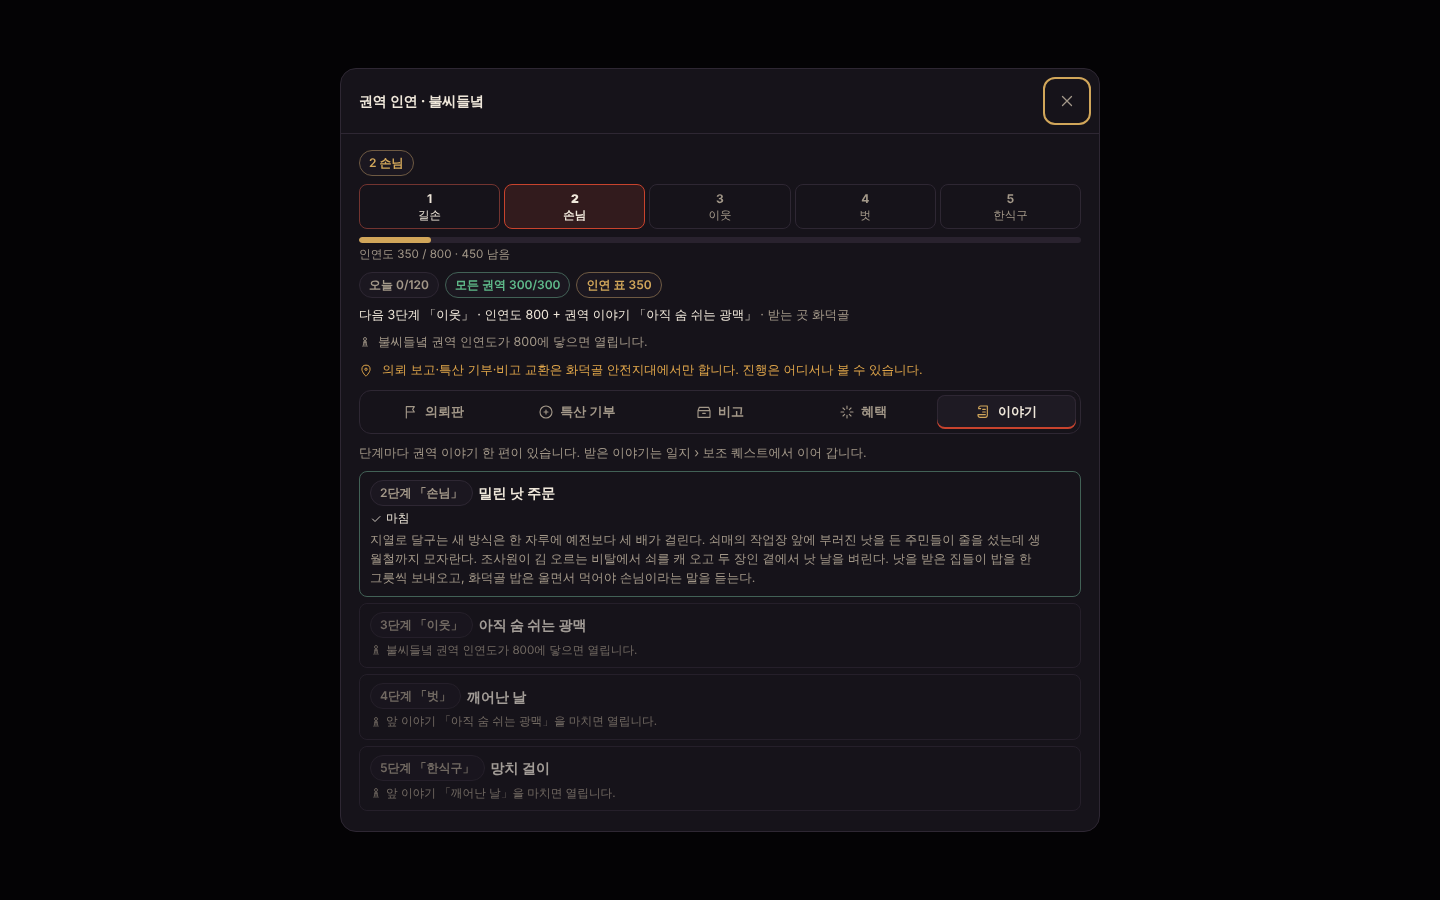 권역 인연 · 불씨들녘
2 손님
1
길손
2
손님
3
이웃
4
벗
5
한식구
인연도 350 / 800 · 450 남음
오늘 0/120
모든 권역 300/300
인연 표 350
다음 3단계 「이웃」 · 인연도 800 + 권역 이야기 「아직 숨 쉬는 광맥」 · 받는 곳 화덕골
불씨들녘 권역 인연도가 800에 닿으면 열립니다.
의뢰 보고·특산 기부·비고 교환은 화덕골 안전지대에서만 합니다. 진행은 어디서나 볼 수 있습니다.
의뢰판
특산 기부
비고
혜택
이야기
단계마다 권역 이야기 한 편이 있습니다. 받은 이야기는 일지 › 보조 퀘스트에서 이어 갑니다.
2단계 「손님」 밀린 낫 주문
마침
지열로 달구는 새 방식은 한 자루에 예전보다 세 배가 걸린다. 쇠매의 작업장 앞에 부러진 낫을 든 주민들이 줄을 섰는데 생
월철까지 모자란다. 조사원이 김 오르는 비탈에서 쇠를 캐 오고 두 장인 곁에서 낫 날을 벼린다. 낫을 받은 집들이 밥을 한
그릇씩 보내오고, 화덕골 밥은 울면서 먹어야 손님이라는 말을 듣는다.
3단계 「이웃」 아직 숨 쉬는 광맥
불씨들녘 권역 인연도가 800에 닿으면 열립니다.
4단계 「벗」 깨어난 날
앞 이야기 「아직 숨 쉬는 광맥」을 마치면 열립니다.
5단계 「한식구」 망치 걸이
앞 이야기 「깨어난 날」을 마치면 열립니다.